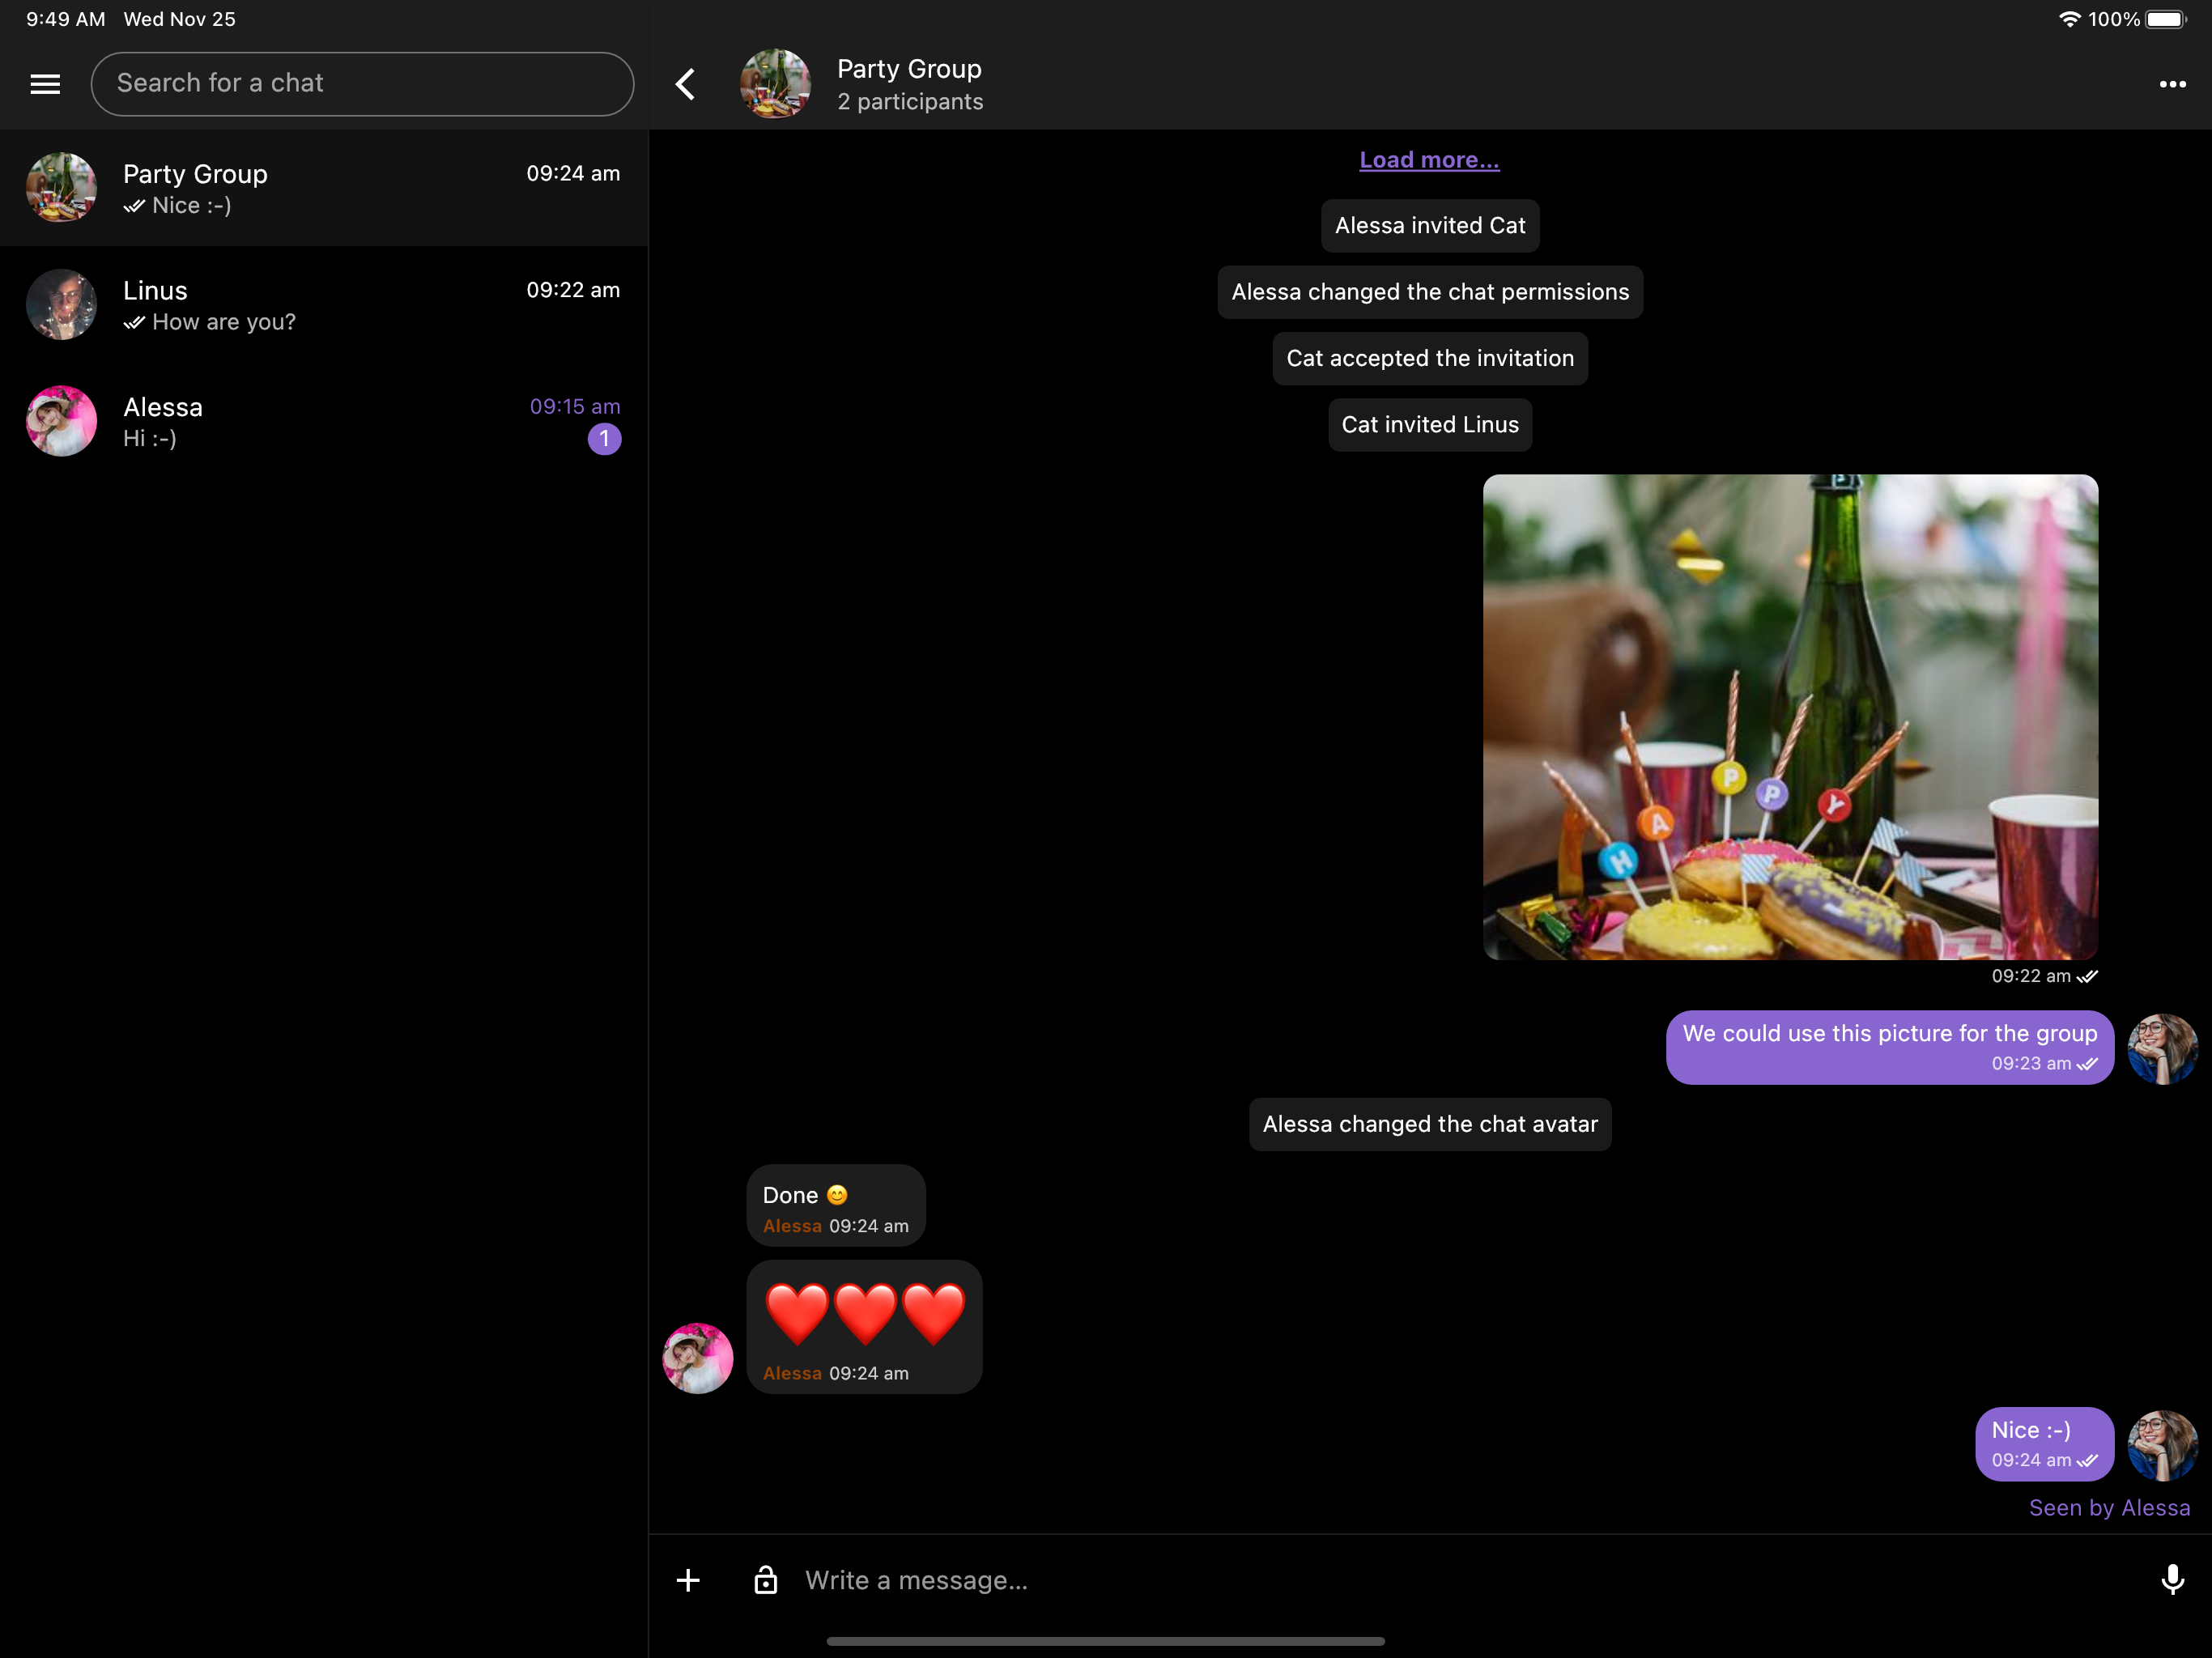 9:49 AM Wed Nov 25
100%
Search for a chat
Party Group
09:24 am
Nice :-)
Linus
09:22 am
How are you?
Alessa
09:15 am
Hi :-)
1
Party Group
2 participants
Load more...
Alessa invited Cat
Alessa changed the chat permissions
Cat accepted the invitation
Cat invited Linus
H A P P Y
09:22 am
We could use this picture for the group
09:23 am
Alessa changed the chat avatar
Done 😊
Alessa 09:24 am
❤️❤️❤️
Alessa 09:24 am
Nice :-)
09:24 am
Seen by Alessa
Write a message...